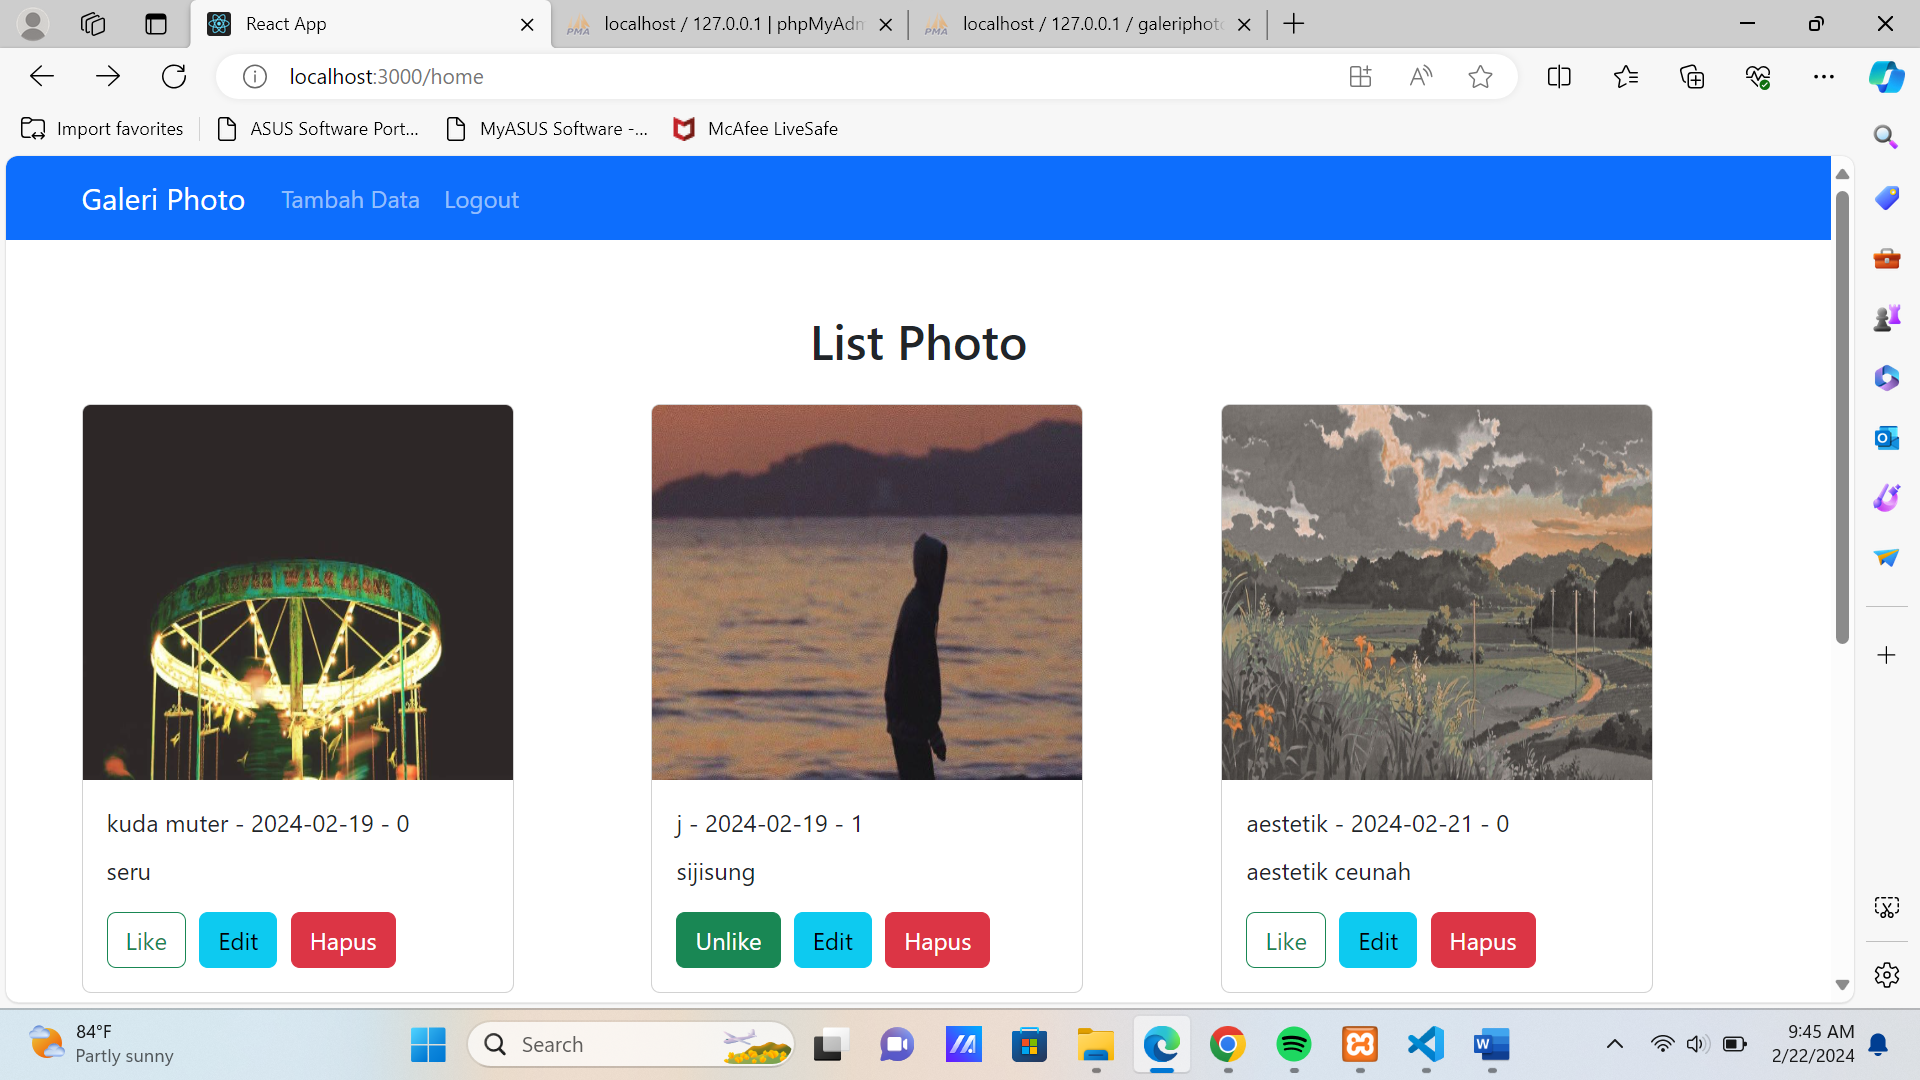 React App
localhost / 127.0.0.1 | phpMyAdm
localhost / 127.0.0.1 / galeriphoto
localhost:3000/home
Import favorites
ASUS Software Port...
MyASUS Software -...
McAfee LiveSafe
Galeri Photo
Tambah Data
Logout
List Photo
kuda muter - 2024-02-19 - 0
seru
Like
Edit
Hapus
j - 2024-02-19 - 1
sijisung
Unlike
Edit
Hapus
aestetik - 2024-02-21 - 0
aestetik ceunah
Like
Edit
Hapus
84°F
Partly sunny
Search
9:45 AM
2/22/2024